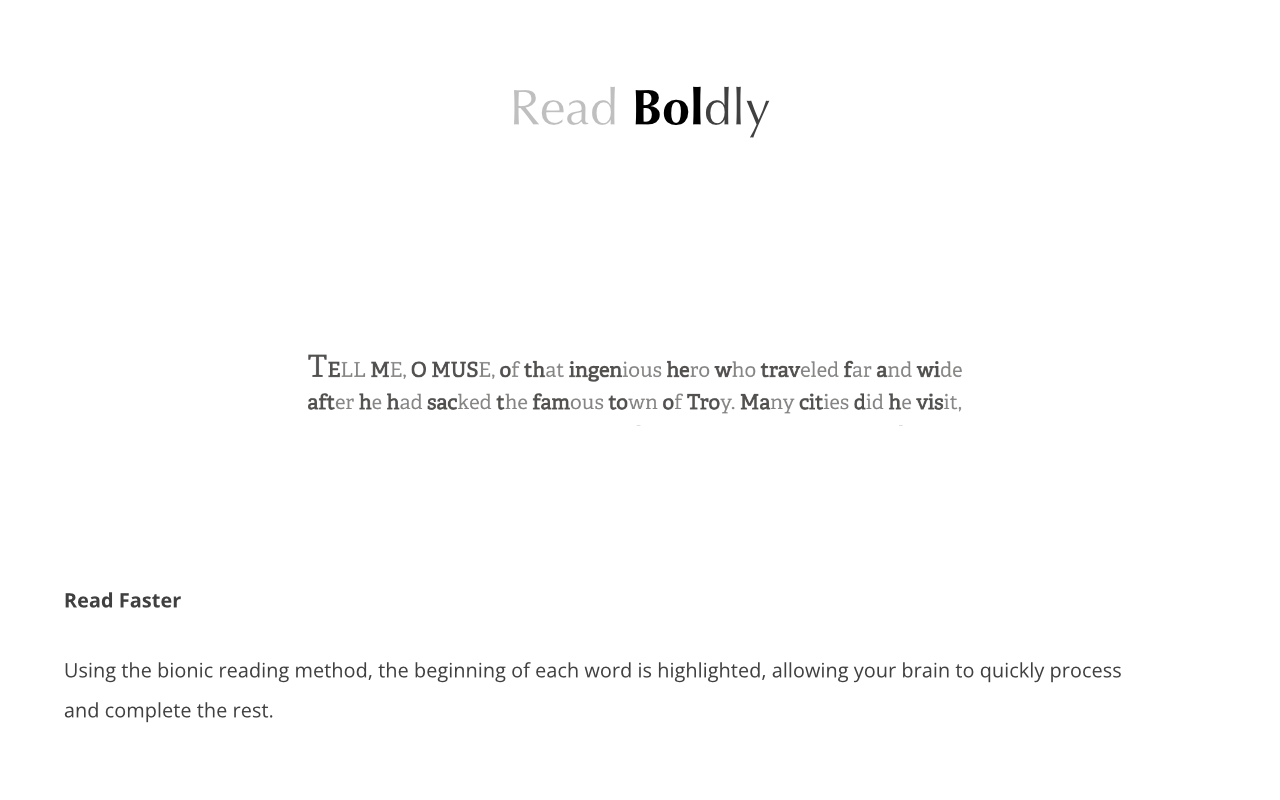 Read Boldly
TELL ME, O MUSE, of that ingenious hero who traveled far and wide
after he had sacked the famous town of Troy. Many cities did he visit,
Read Faster
Using the bionic reading method, the beginning of each word is highlighted, allowing your brain to quickly process
and complete the rest.